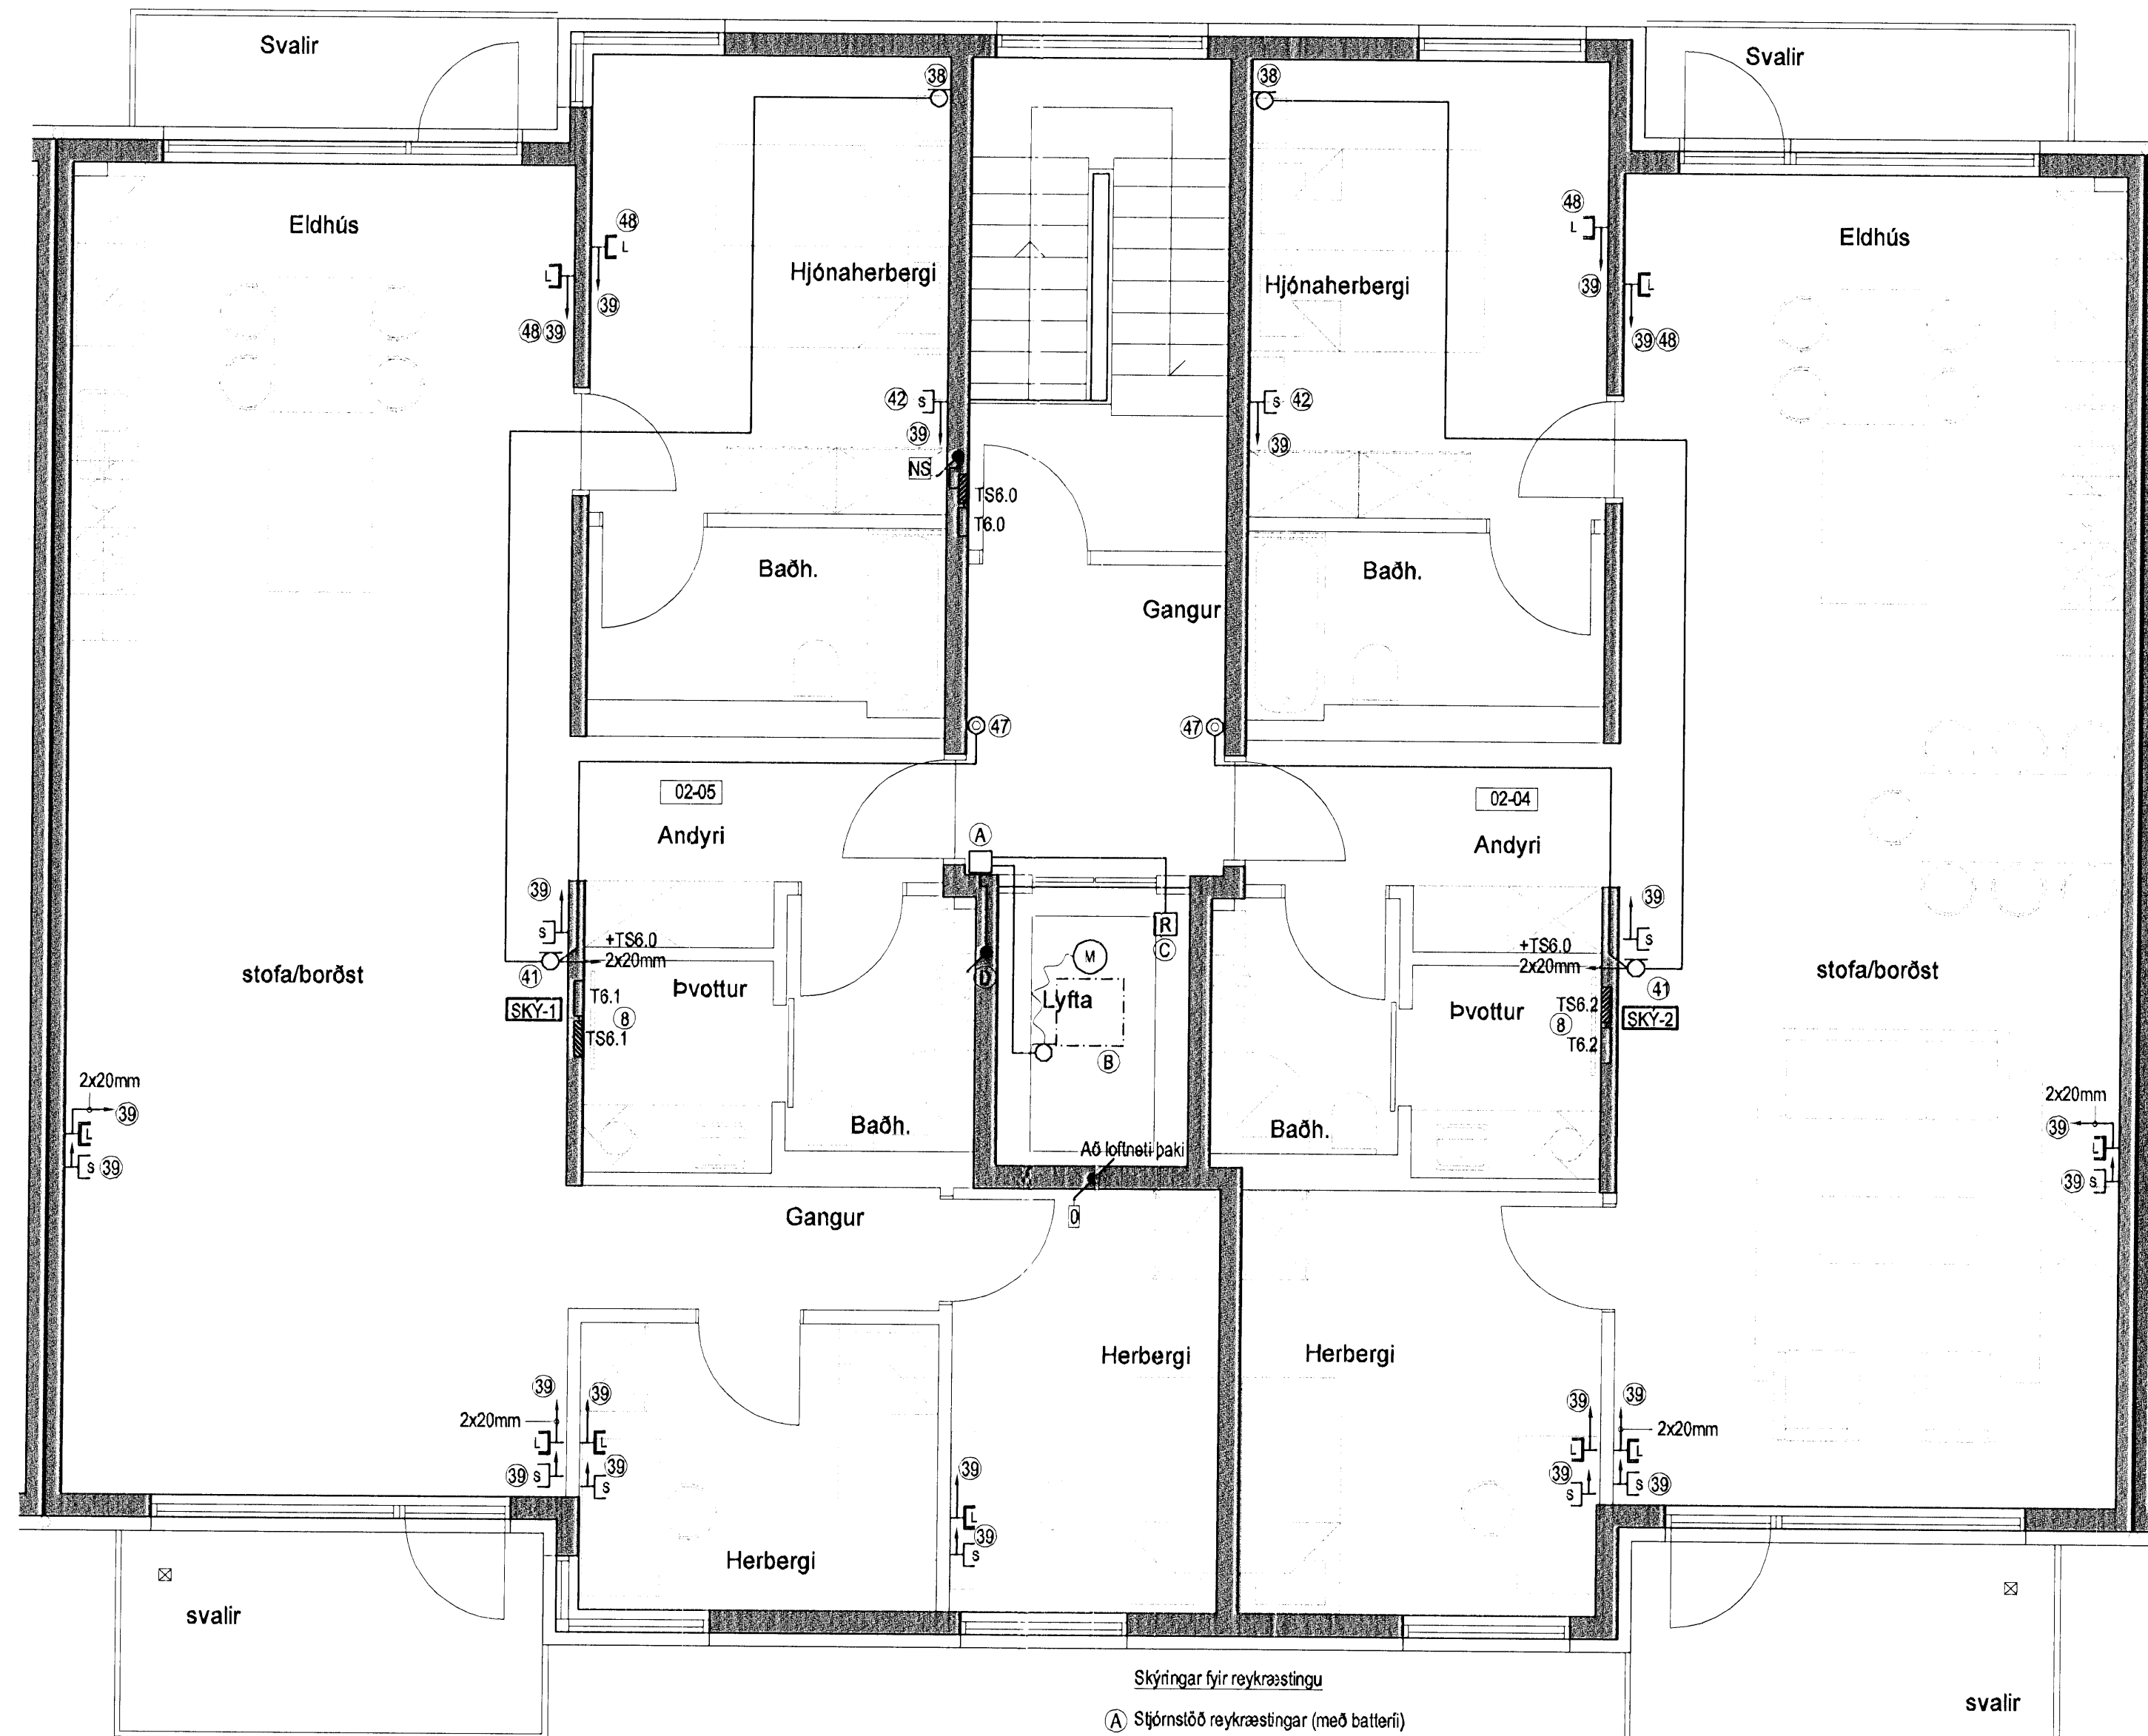 Svalir
Svalir
38
38
Eldhús
48
L
39
L
48 39
Hjónaherbergi
Hjónaherbergi
48
L
39
L
39 48
Eldhús
42 S
39
S 42
39
NS
TS6.0
T6.0
Baðh.
Baðh.
Gangur
47
47
02-05
02-04
Andyri
Andyri
A
39
S
+TS6.0
2x20mm
41
SKÝ-1
T6.1
8
TS6.1
stofa/borðst
Þvottur
D
M
R
C
Lyfta
B
39
S
+TS6.0
2x20mm
41
TS6.2
8
SKÝ-2
T6.2
Þvottur
stofa/borðst
2x20mm
39
L
S 39
2x20mm
39
L
39 S
Baðh.
Baðh.
Að loftneti þaki
0
Gangur
Herbergi
Herbergi
39
39
2x20mm
L
L
39 S
39
S
39
L
39
S
39
39
2x20mm
L
L
39
S
S 39
Herbergi
svalir
svalir
Skýringar fyir reykræstingu
A Stjórnstöð reykræstingar (með batteríi)